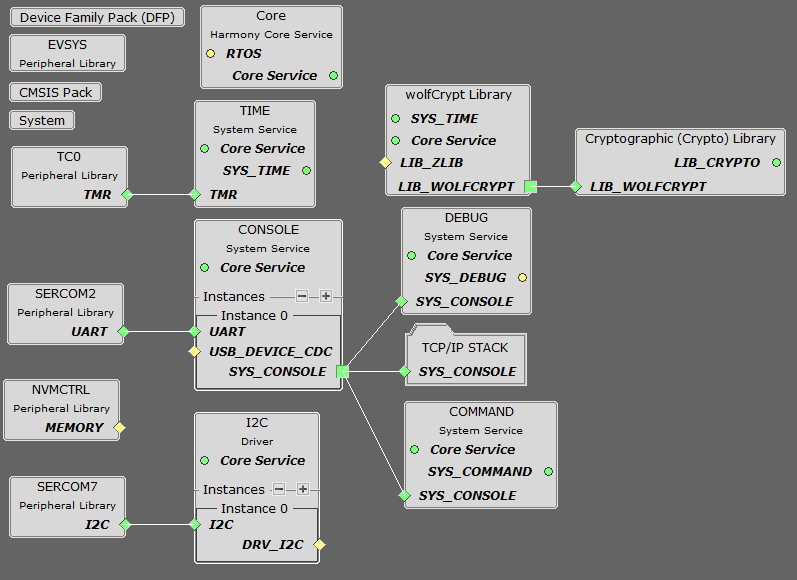 Device Family Pack (DFP)
EVSYS
Peripheral Library
CMSIS Pack
System
TC0
Peripheral Library
TMR
SERCOM2
Peripheral Library
UART
NVMCTRL
Peripheral Library
MEMORY
SERCOM7
Peripheral Library
I2C
Core
Harmony Core Service
RTOS
Core Service
TIME
System Service
Core Service
SYS_TIME
TMR
CONSOLE
System Service
Core Service
Instances
Instance 0
UART
USB_DEVICE_CDC
SYS_CONSOLE
I2C
Driver
Core Service
Instances
Instance 0
I2C
DRV_I2C
wolfCrypt Library
SYS_TIME
Core Service
LIB_ZLIB
LIB_WOLFCRYPT
DEBUG
System Service
Core Service
SYS_DEBUG
SYS_CONSOLE
TCP/IP STACK
SYS_CONSOLE
COMMAND
System Service
Core Service
SYS_COMMAND
SYS_CONSOLE
Cryptographic (Crypto) Library
LIB_CRYPTO
LIB_WOLFCRYPT